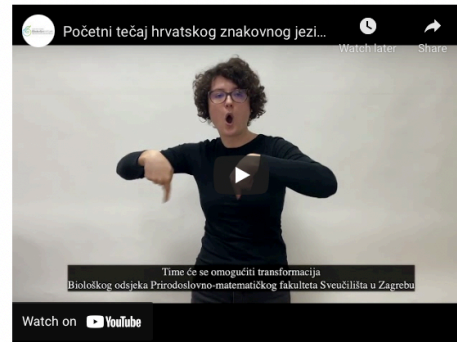 Početni tečaj hrvatskog znakovnog jezi...
Watch later
Share
Time će se omogućiti transformacija
Biološkog odsjeka Prirodoslovno-matematičkog fakulteta Sveučilišta u Zagrebu
Watch on YouTube